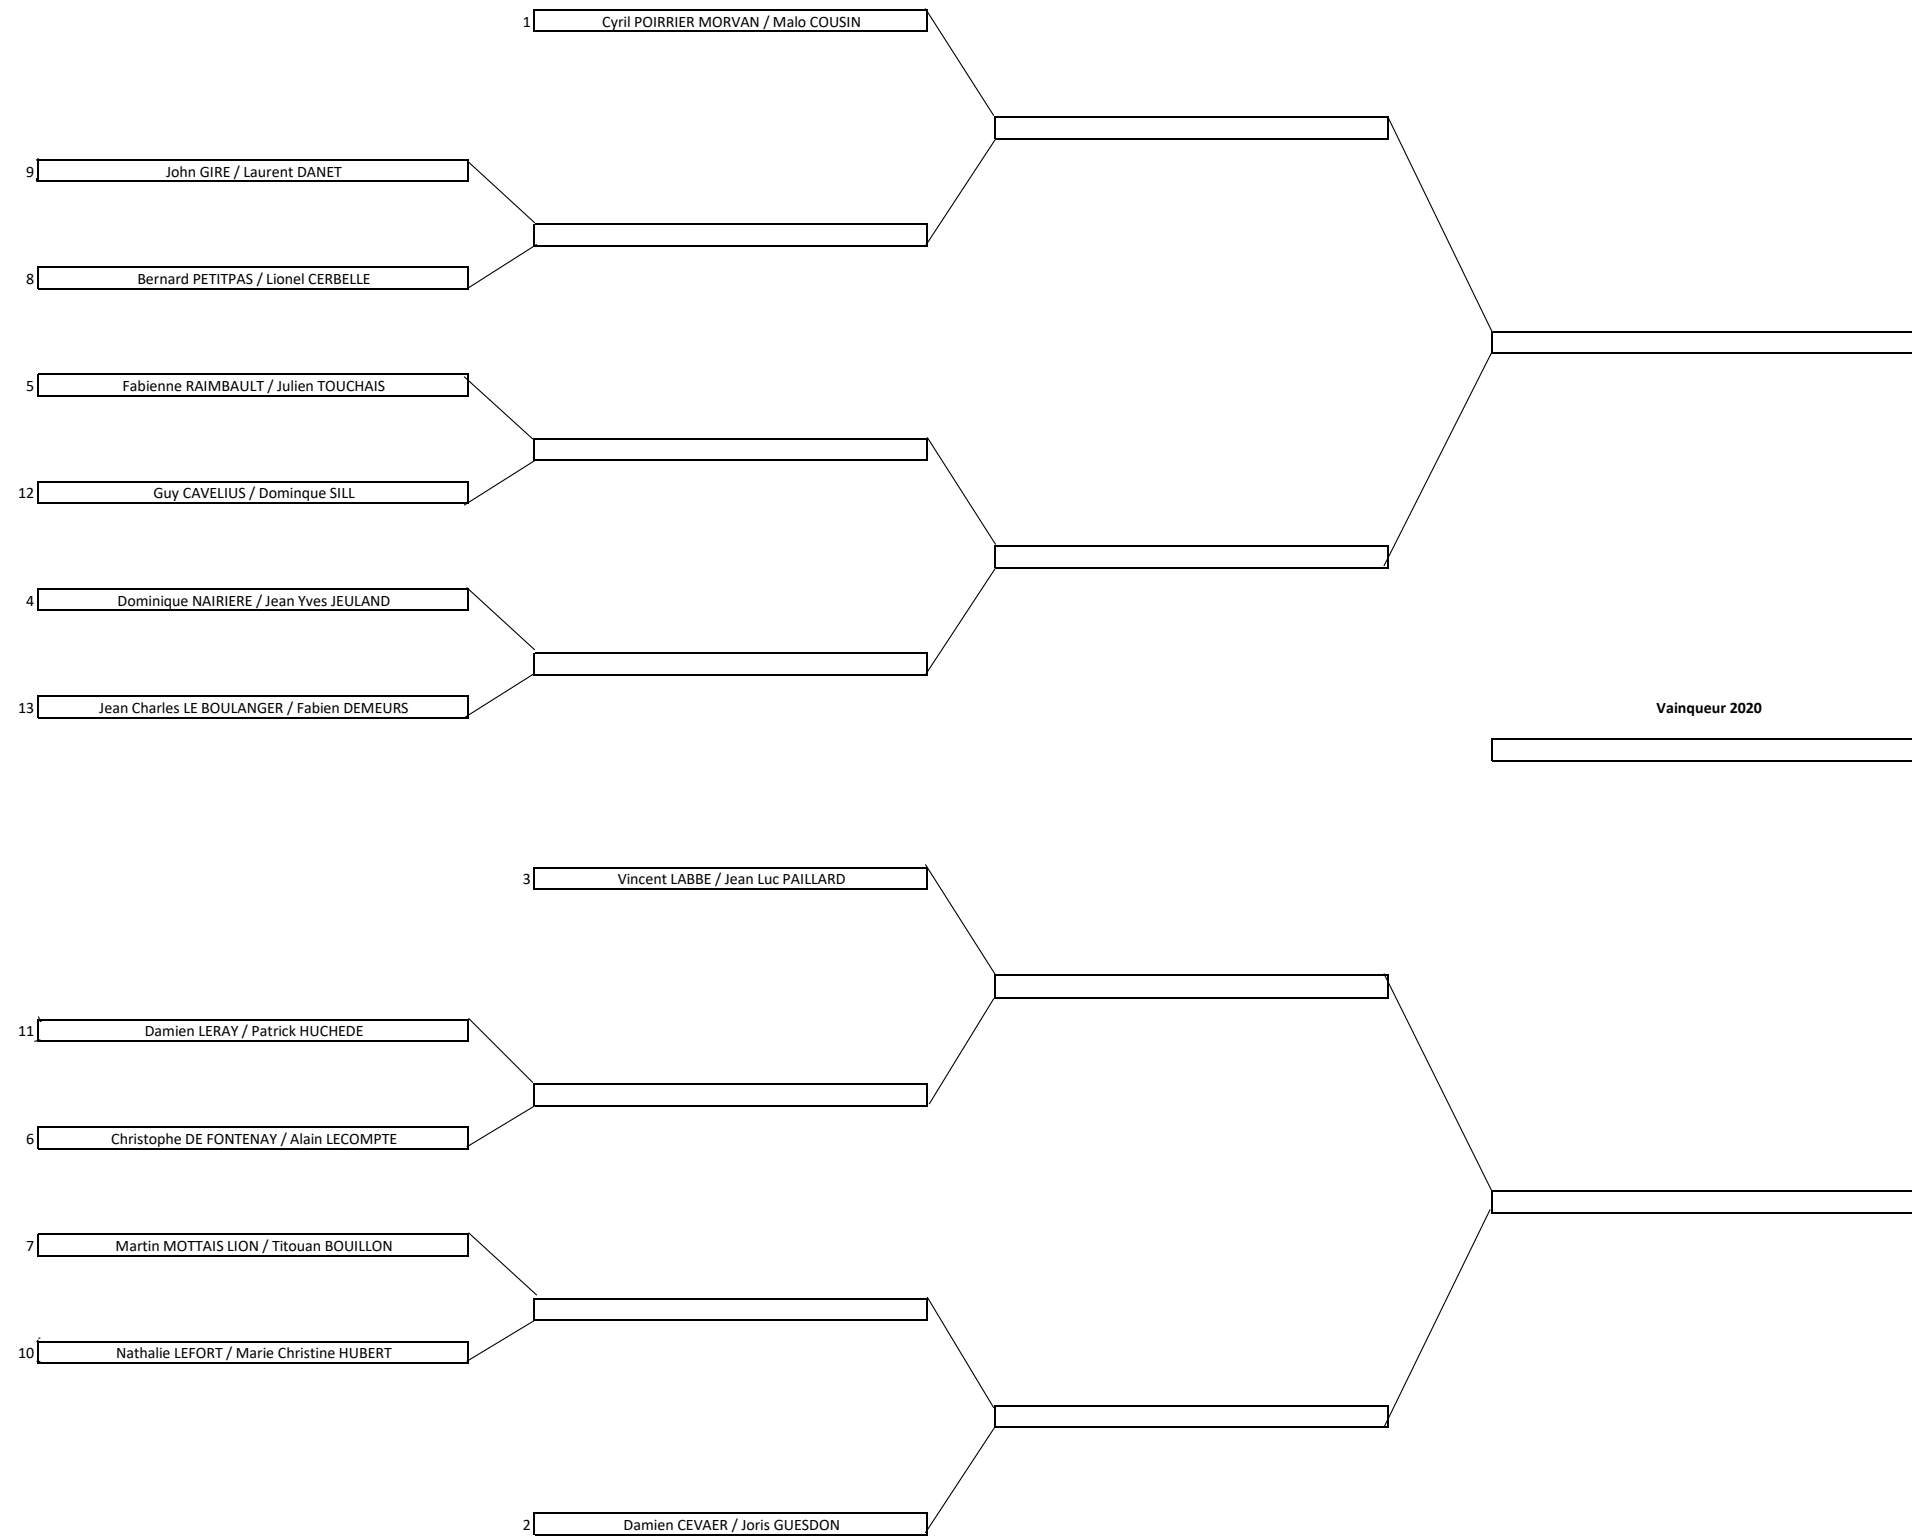 1 Cyril POIRRIER MORVAN / Malo COUSIN
9 John GIRE / Laurent DANET
8 Bernard PETITPAS / Lionel CERBELLE
5 Fabienne RAIMBAULT / Julien TOUCHAIS
12 Guy CAVELIUS / Dominque SILL
4 Dominique NAIRIERE / Jean Yves JEULAND
13 Jean Charles LE BOULANGER / Fabien DEMEURS
Vainqueur 2020
3 Vincent LABBE / Jean Luc PAILLARD
11 Damien LERAY / Patrick HUCHEDE
6 Christophe DE FONTENAY / Alain LECOMPTE
7 Martin MOTTAIS LION / Titouan BOUILLON
10 Nathalie LEFORT / Marie Christine HUBERT
2 Damien CEVAER / Joris GUESDON